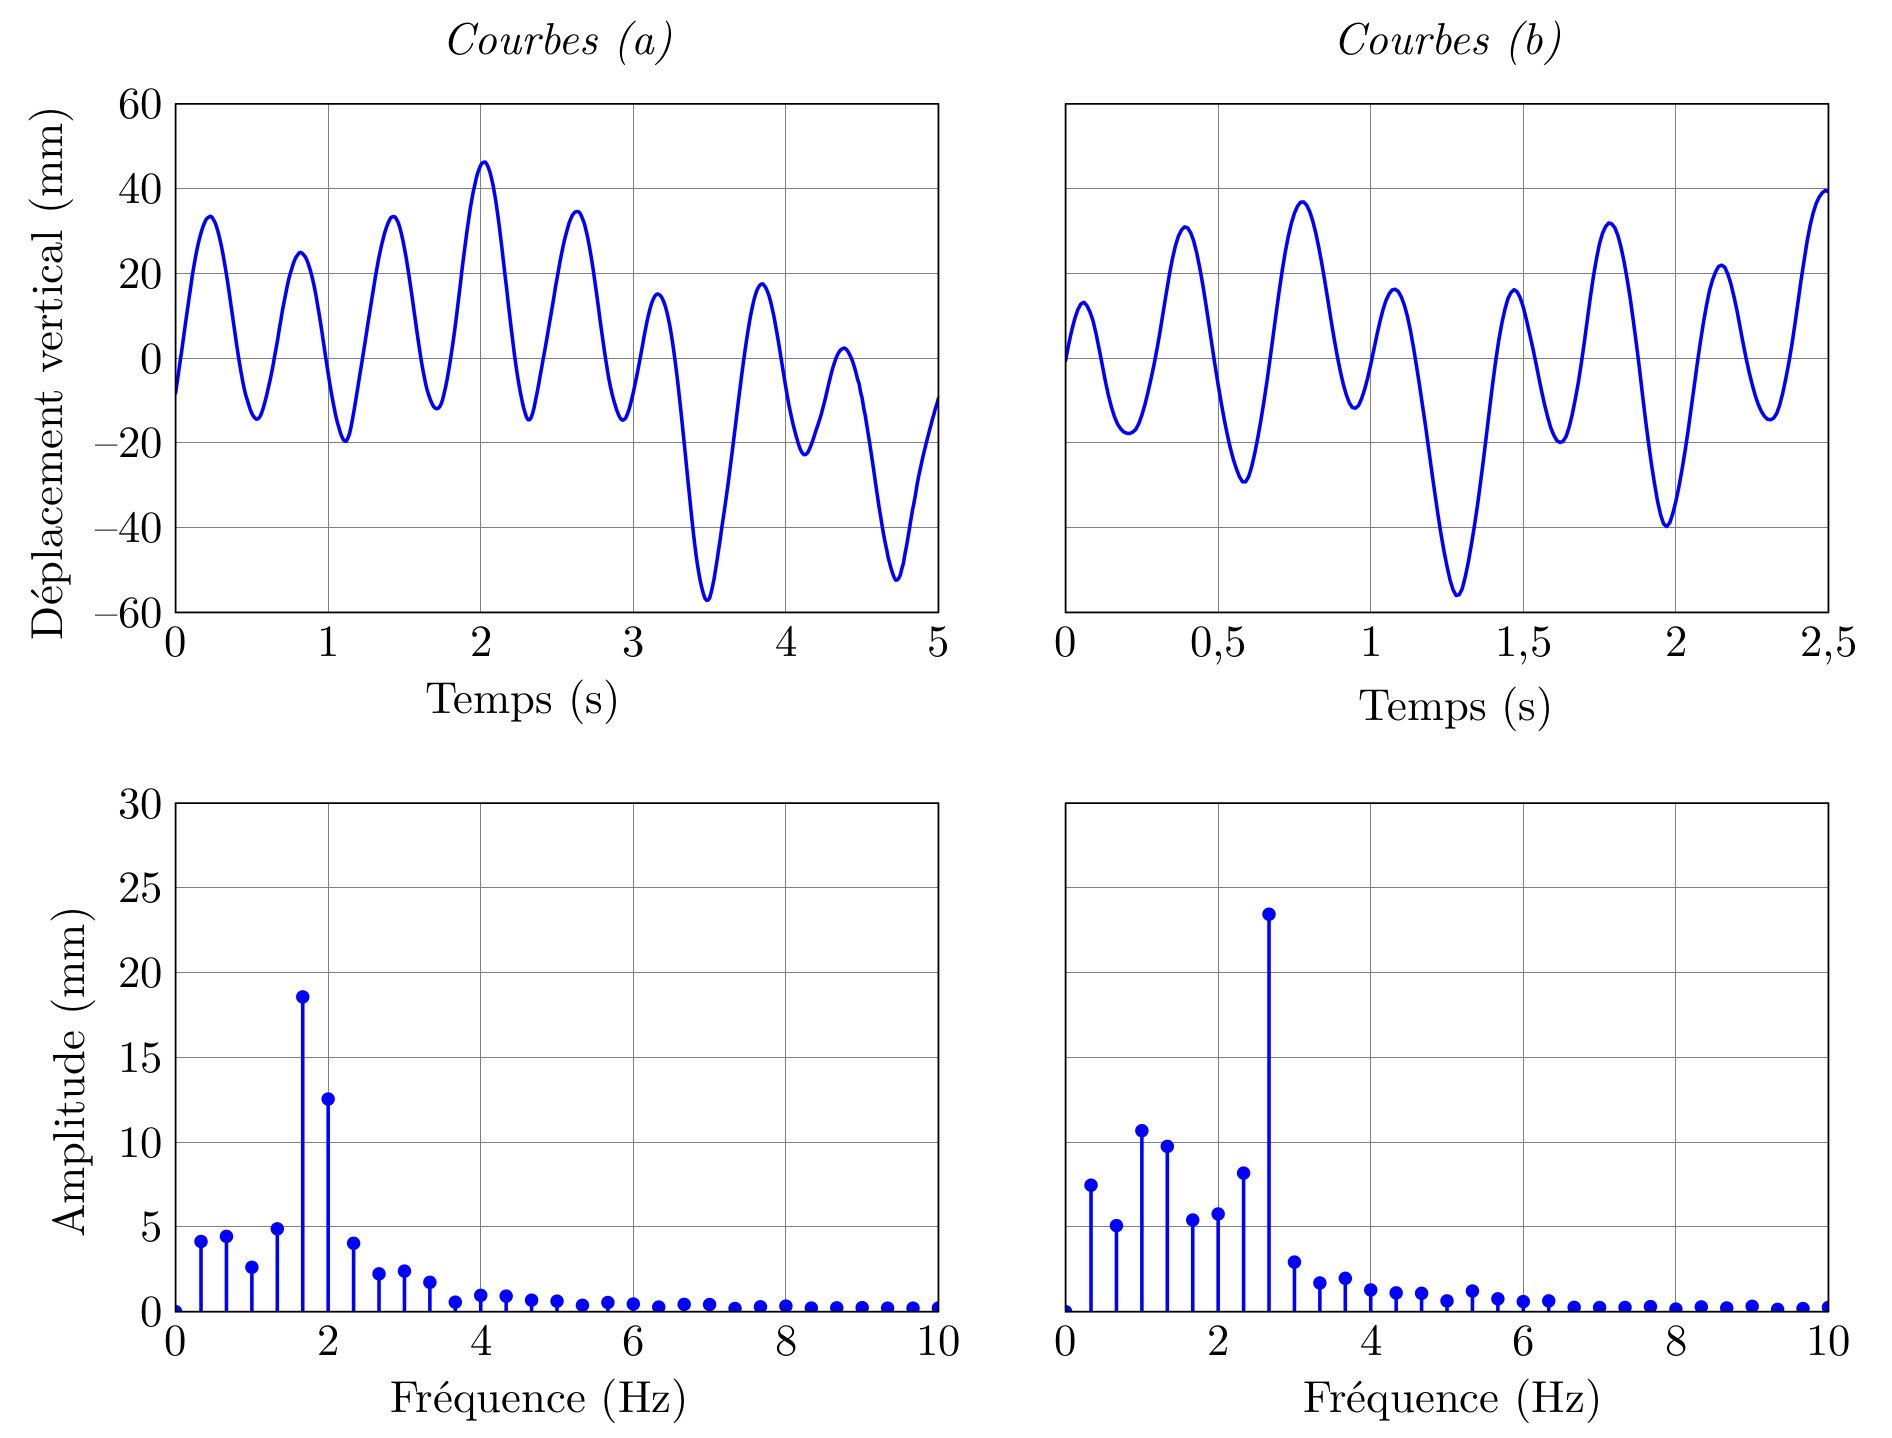 Courbes (a)
Courbes (b)
Déplacement vertical (mm)
60
40
20
0
−20
−40
−60
0 1 2 3 4 5
Temps (s)
0 0,5 1 1,5 2 2,5
Temps (s)
Amplitude (mm)
30
25
20
15
10
5
0
0 2 4 6 8 10
Fréquence (Hz)
0 2 4 6 8 10
Fréquence (Hz)